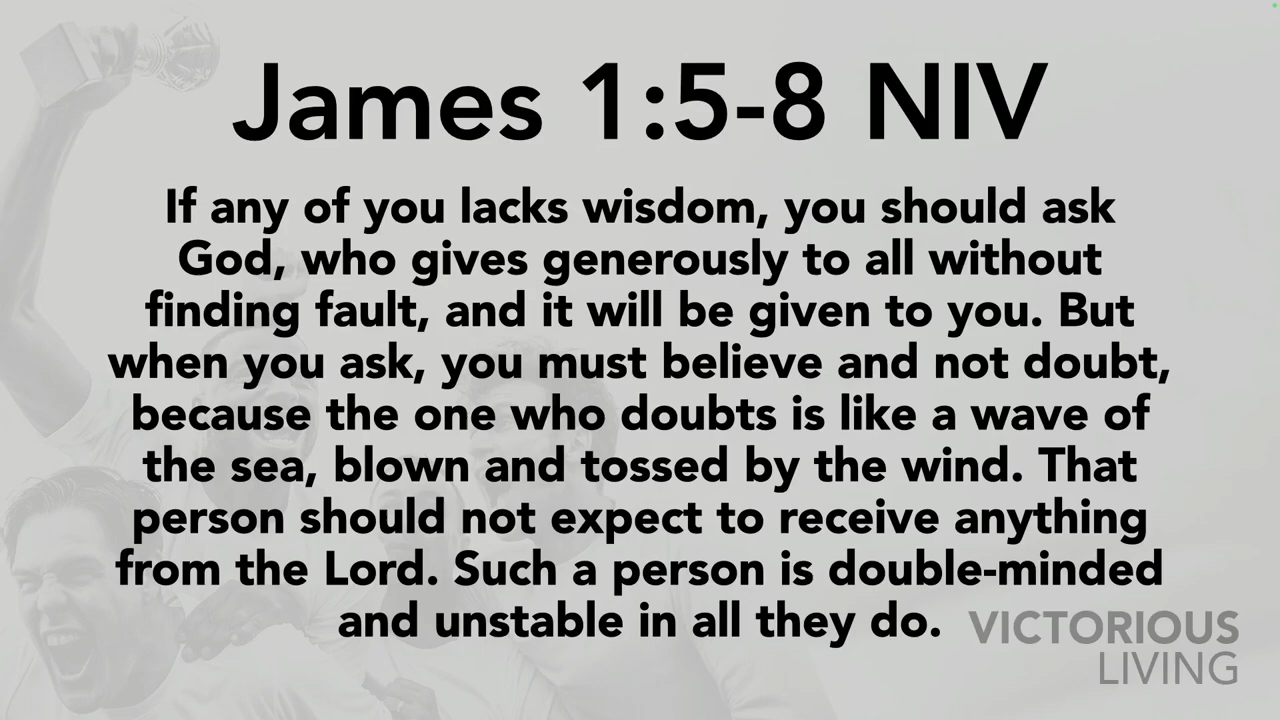 James 1:5-8 NIV
If any of you lacks wisdom, you should ask
God, who gives generously to all without
finding fault, and it will be given to you. But
when you ask, you must believe and not doubt,
because the one who doubts is like a wave of
the sea, blown and tossed by the wind. That
person should not expect to receive anything
from the Lord. Such a person is double-minded
and unstable in all they do.
VICTORIOUS
LIVING